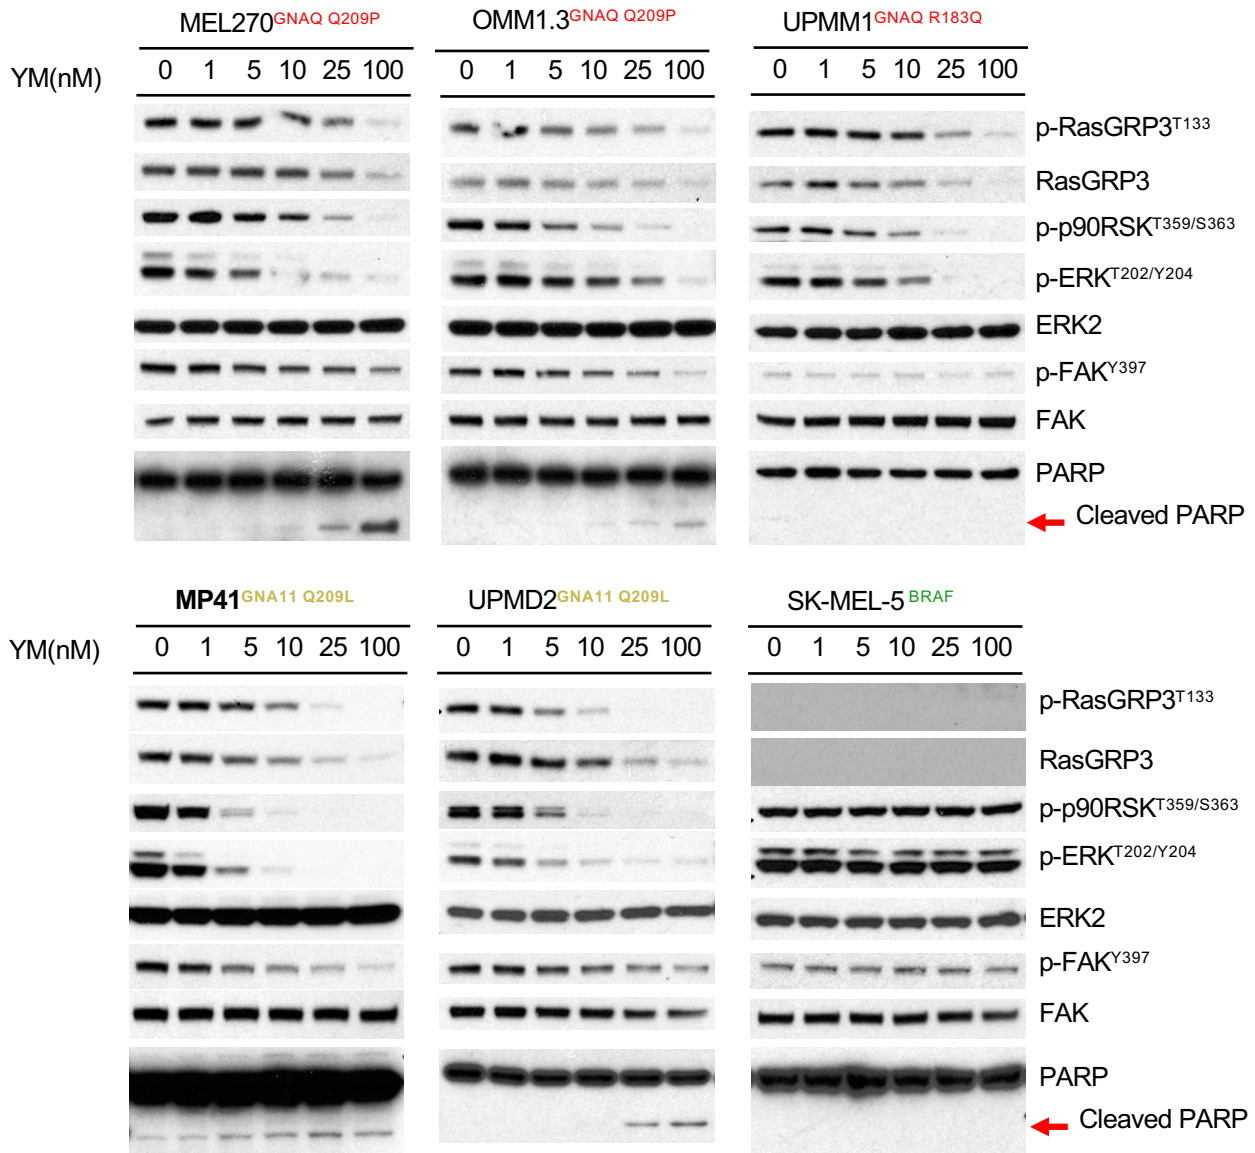 MEL270GNAQ Q209P OMM1.3GNAQ Q209P UPMM1GNAQ R183Q
YM(nM) 0 1 5 10 25 100 0 1 5 10 25 100 0 1 5 10 25 100
p-RasGRP3T133
RasGRP3
p-p90RSKT359/S363
p-ERKT202/Y204
ERK2
p-FAKY397
FAK
PARP
Cleaved PARP
MP41GNA11 Q209L UPMD2GNA11 Q209L SK-MEL-5BRAF
YM(nM) 0 1 5 10 25 100 0 1 5 10 25 100 0 1 5 10 25 100
p-RasGRP3T133
RasGRP3
p-p90RSKT359/S363
p-ERKT202/Y204
ERK2
p-FAKY397
FAK
PARP
Cleaved PARP